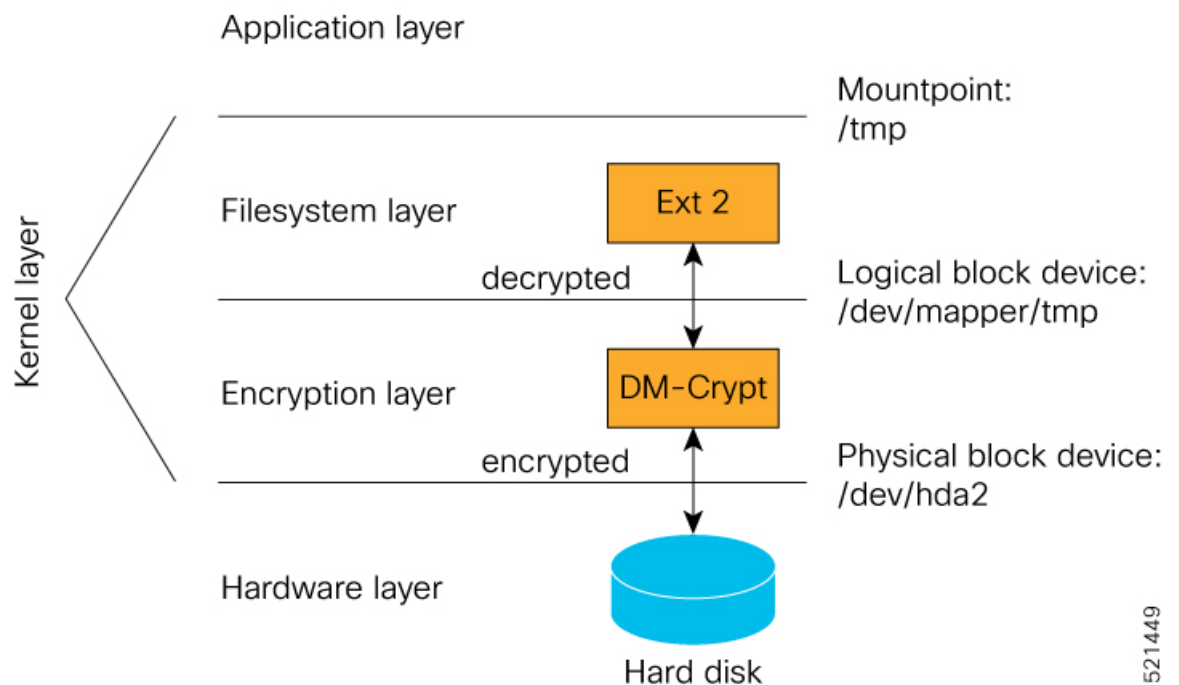 Application layer
Mountpoint:
/tmp
Kernel layer
Filesystem layer
Ext 2
decrypted
Logical block device:
/dev/mapper/tmp
Encryption layer
DM-Crypt
encrypted
Physical block device:
/dev/hda2
Hardware layer
Hard disk
521449